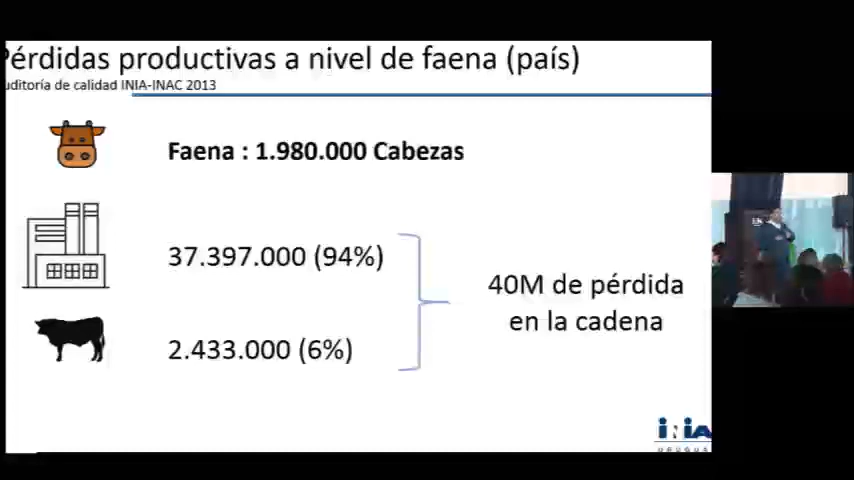 Pérdidas productivas a nivel de faena (país)
uditoría de calidad INIA-INAC 2013
Faena : 1.980.000 Cabezas
37.397.000 (94%)
40M de pérdida
en la cadena
2.433.000 (6%)
INIA
URUGUA